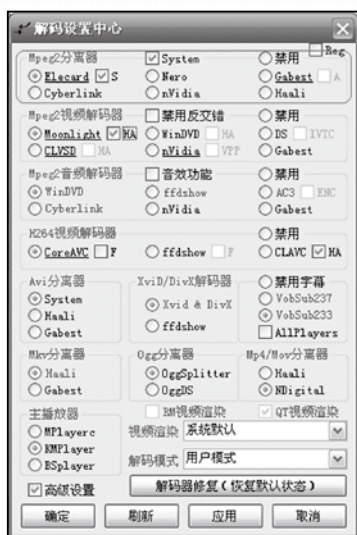 解码设置中心
Mpeg2分离器 System 禁用 Reg
Elecard S Nero Gabest A
Cyberlink nVidia Haali
Mpeg2视频解码器 禁用反交错 禁用
Moonlight HA WinDVD HA DS IVTC
CLVSD HA nVidia VPP Gabest
Mpeg2音频解码器 音效功能 禁用
WinDVD ffdshow AC3 ENC
Cyberlink nVidia Gabest
H264视频解码器 禁用
CoreAVC F ffdshow F CLAVC HA
Avi分离器 XviD/DivX解码器 禁用字幕
System Xvid & DivX VobSub237
Haali VobSub233
Gabest ffdshow AllPlayers
Mkv分离器 Ogg分离器 Mp4/Mov分离器
Haali OggSplitter Haali
Gabest OggDS NDigital
主播放器 RM视频渲染 QT视频渲染
MPlayerc 视频渲染 系统默认
KMPlayer
BSplayer 解码模式 用户模式
高级设置 解码器修复(恢复默认状态)
确定 刷新 应用 取消